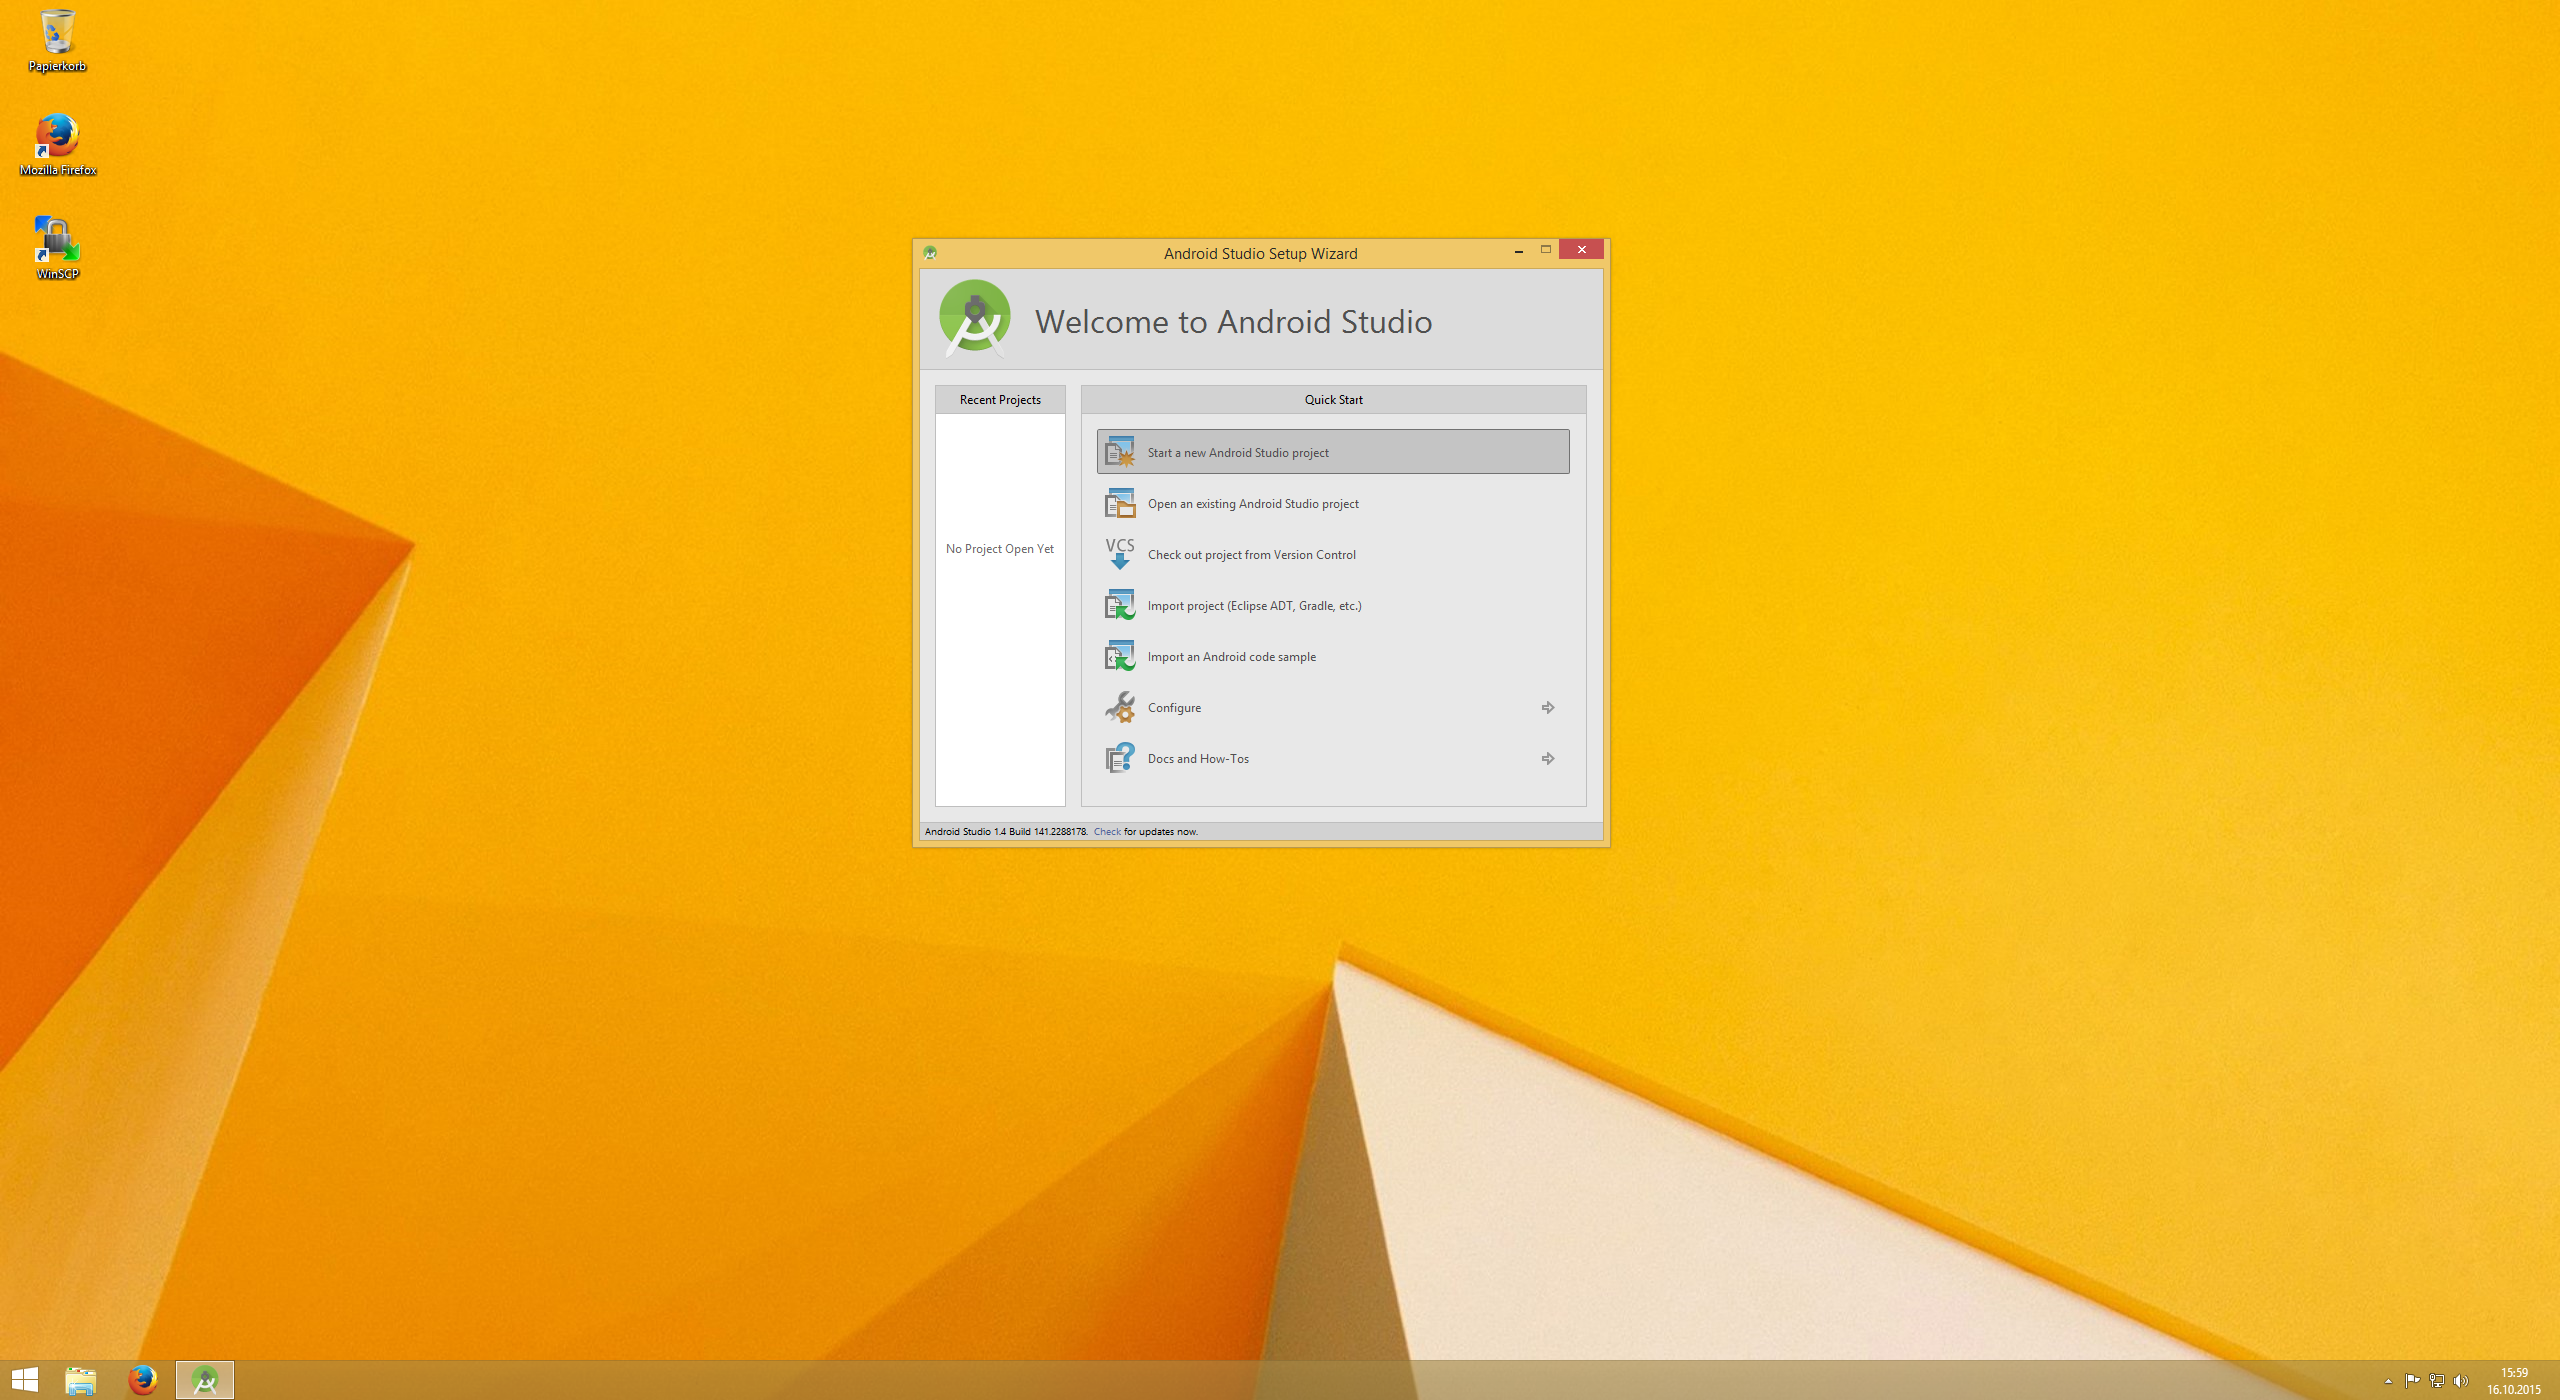 Papierkorb
Mozilla Firefox
WinSCP
Android Studio Setup Wizard
Welcome to Android Studio
Recent Projects
No Project Open Yet
Quick Start
Start a new Android Studio project
Open an existing Android Studio project
VCS
Check out project from Version Control
Import project (Eclipse ADT, Gradle, etc.)
Import an Android code sample
Configure
Docs and How-Tos
Android Studio 1.4 Build 141.2288178. Check for updates now.
15:59
16.10.2015